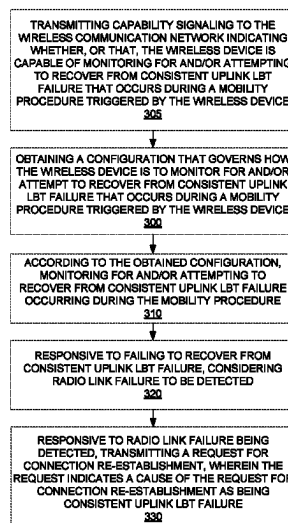 TRANSMITTING CAPABILITY SIGNALING TO THE
WIRELESS COMMUNICATION NETWORK INDICATING
WHETHER, OR THAT, THE WIRELESS DEVICE IS
CAPABLE OF MONITORING FOR AND/OR ATTEMPTING
TO RECOVER FROM CONSISTENT UPLINK LBT
FAILURE THAT OCCURS DURING A MOBILITY
PROCEDURE TRIGGERED BY THE WIRELESS DEVICE
305
OBTAINING A CONFIGURATION THAT GOVERNS HOW
THE WIRELESS DEVICE IS TO MONITOR FOR AND/OR
ATTEMPT TO RECOVER FROM CONSISTENT UPLINK
LBT FAILURE THAT OCCURS DURING A MOBILITY
PROCEDURE TRIGGERED BY THE WIRELESS DEVICE
300
ACCORDING TO THE OBTAINED CONFIGURATION,
MONITORING FOR AND/OR ATTEMPTING TO
RECOVER FROM CONSISTENT UPLINK LBT FAILURE
OCCURRING DURING THE MOBILITY PROCEDURE
310
RESPONSIVE TO FAILING TO RECOVER FROM
CONSISTENT UPLINK LBT FAILURE, CONSIDERING
RADIO LINK FAILURE TO BE DETECTED
320
RESPONSIVE TO RADIO LINK FAILURE BEING
DETECTED, TRANSMITTING A REQUEST FOR
CONNECTION RE-ESTABLISHMENT, WHEREIN THE
REQUEST INDICATES A CAUSE OF THE REQUEST FOR
CONNECTION RE-ESTABLISHMENT AS BEING
CONSISTENT UPLINK LBT FAILURE
330